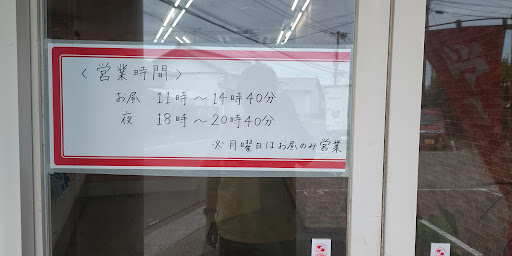 〈営業時間〉
お昼 11時〜14時40分
夜 18時〜20時40分
※月曜日はお昼のみ営業